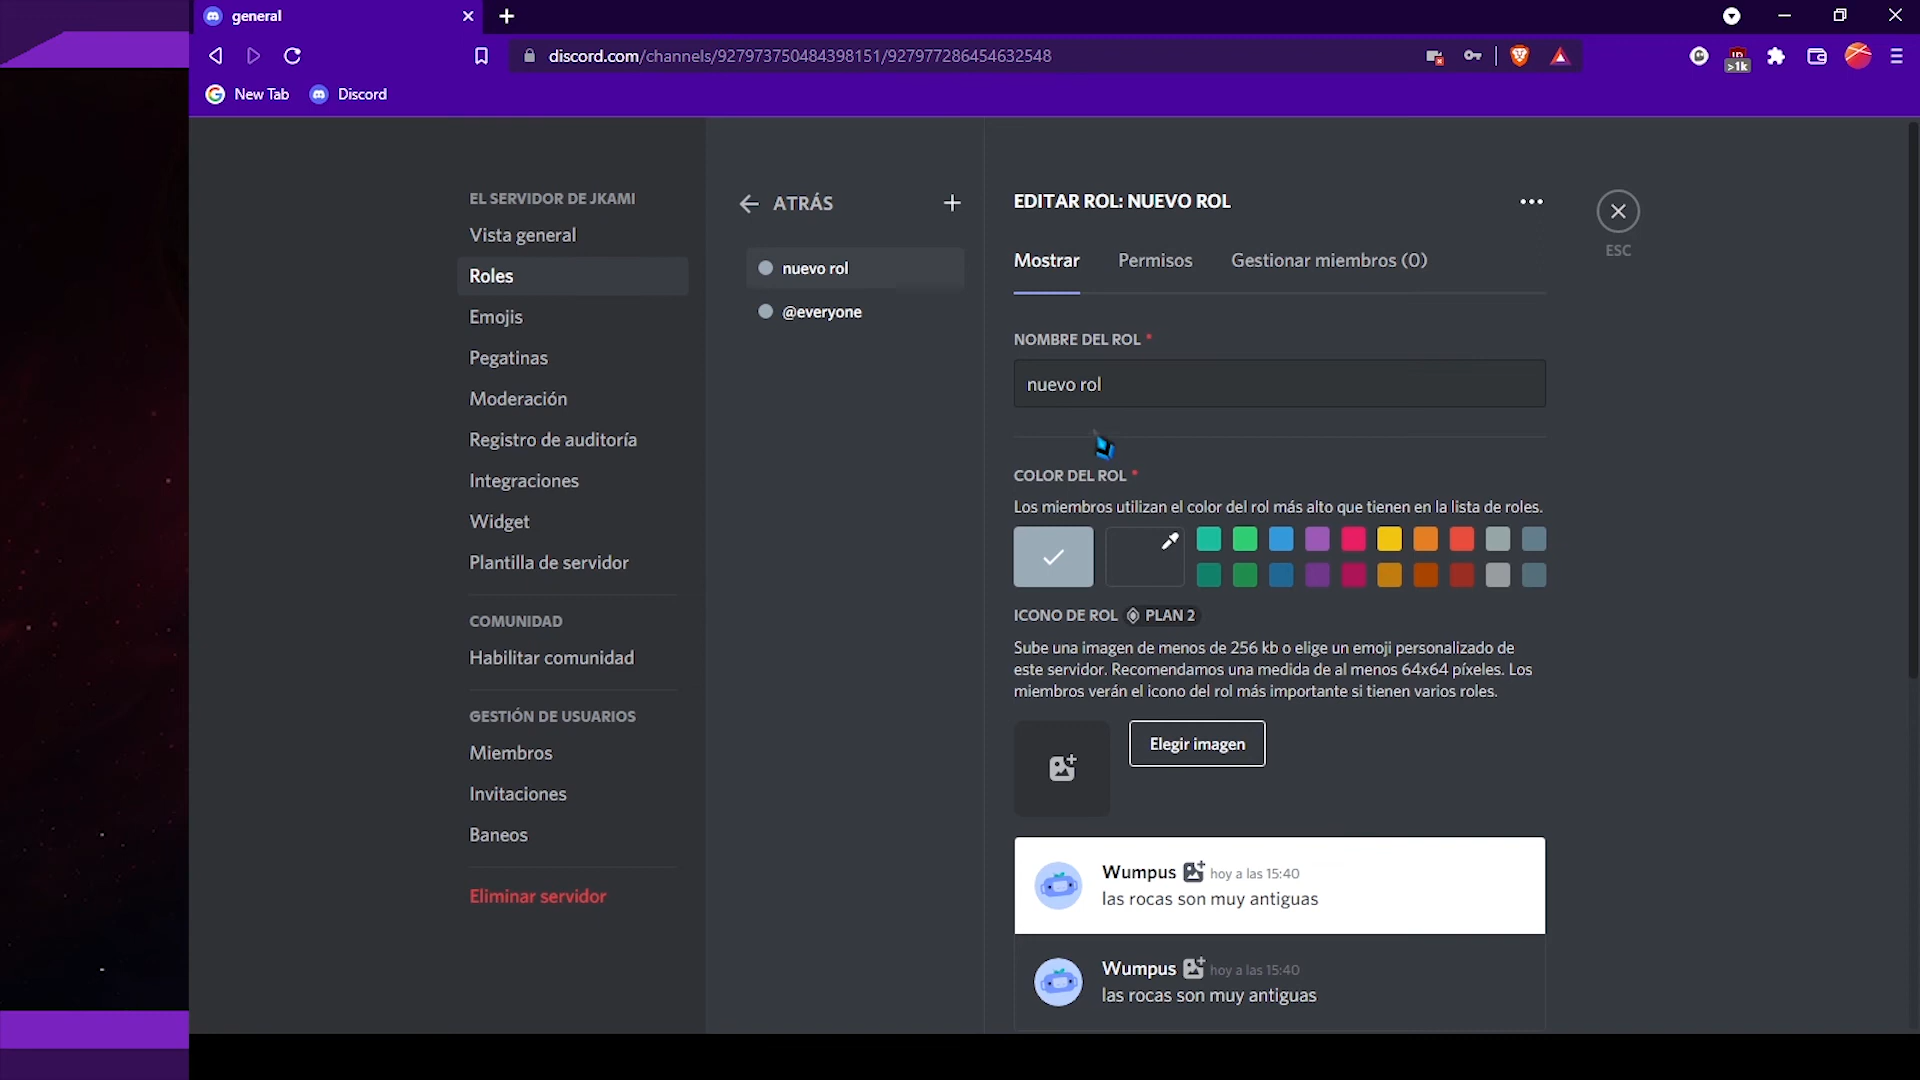 general
discord.com/channels/927973750484398151/927977286454632548
>1k
New Tab
Discord
EL SERVIDOR DE JKAMI
Vista general
Roles
Emojis
Pegatinas
Moderación
Registro de auditoría
Integraciones
Widget
Plantilla de servidor
COMUNIDAD
Habilitar comunidad
GESTIÓN DE USUARIOS
Miembros
Invitaciones
Baneos
Eliminar servidor
ATRÁS
nuevo rol
@everyone
EDITAR ROL: NUEVO ROL
Mostrar
Permisos
Gestionar miembros (0)
NOMBRE DEL ROL *
nuevo rol
COLOR DEL ROL *
Los miembros utilizan el color del rol más alto que tienen en la lista de roles.
ICONO DE ROL PLAN 2
Sube una imagen de menos de 256 kb o elige un emoji personalizado de
este servidor. Recomendamos una medida de al menos 64x64 píxeles. Los
miembros verán el icono del rol más importante si tienen varios roles.
Elegir imagen
Wumpus hoy a las 15:40
las rocas son muy antiguas
Wumpus hoy a las 15:40
las rocas son muy antiguas
ESC